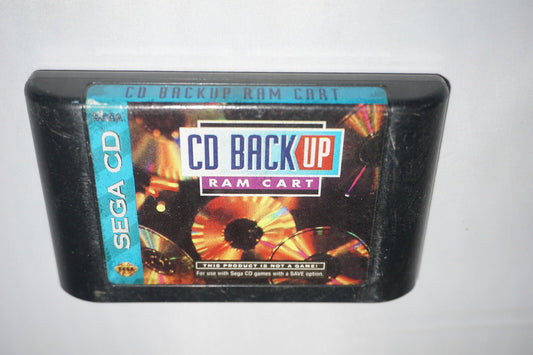 CD BACKUP RAM CART
SEGA CD
CD BACK UP
RAM CART
THIS PRODUCT IS NOT A GAME!
For use with Sega CD games with a SAVE option.